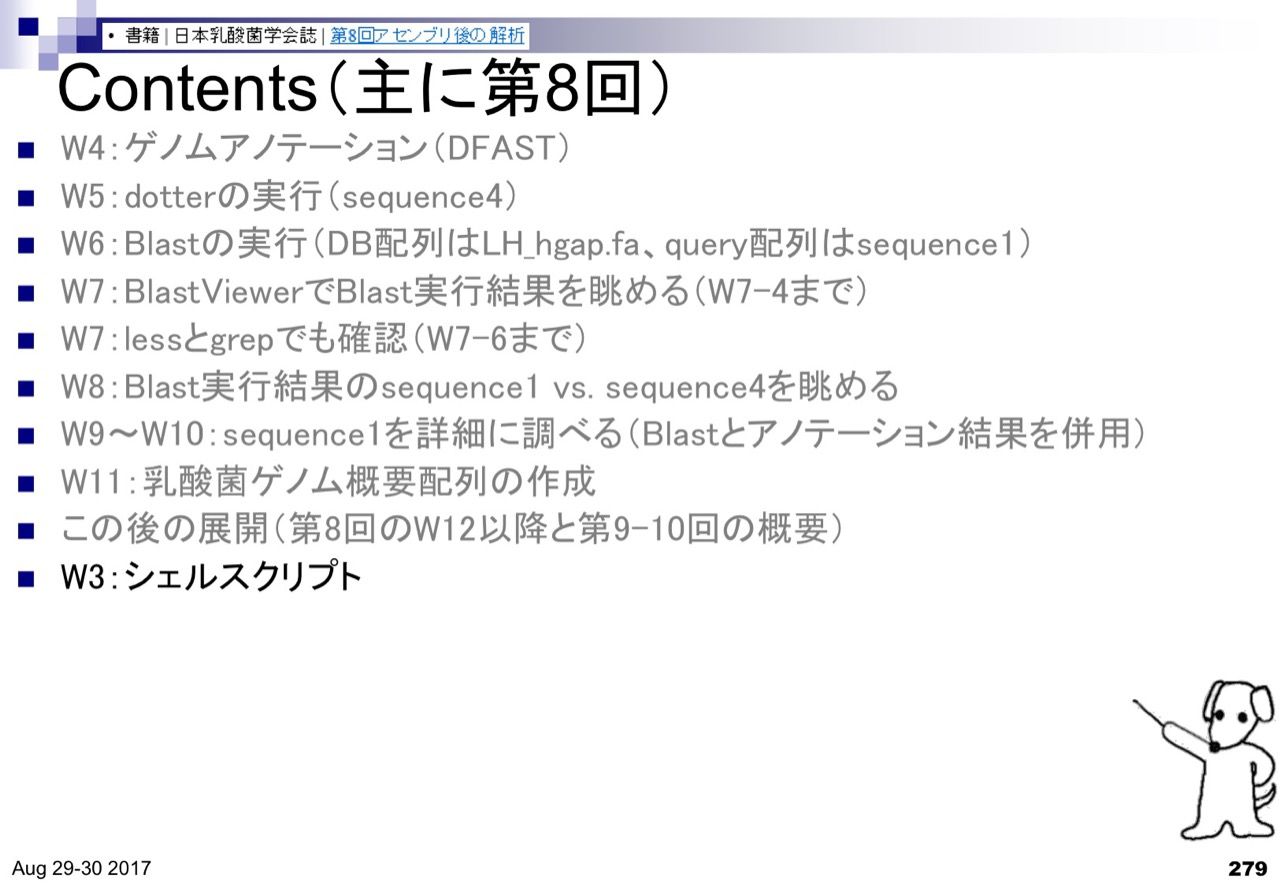 • 書籍 | 日本乳酸菌学会誌 | 第8回アセンブリ後の解析
Contents（主に第8回）
W4：ゲノムアノテーション（DFAST）
W5：dotterの実行（sequence4）
W6：Blastの実行（DB配列はLH_hgap.fa、query配列はsequence1）
W7：BlastViewerでBlast実行結果を眺める（W7-4まで）
W7：lessとgrepでも確認（W7-6まで）
W8：Blast実行結果のsequence1 vs. sequence4を眺める
W9～W10：sequence1を詳細に調べる（Blastとアノテーション結果を併用）
W11：乳酸菌ゲノム概要配列の作成
この後の展開（第8回のW12以降と第9-10回の概要）
W3：シェルスクリプト
Aug 29-30 2017
279